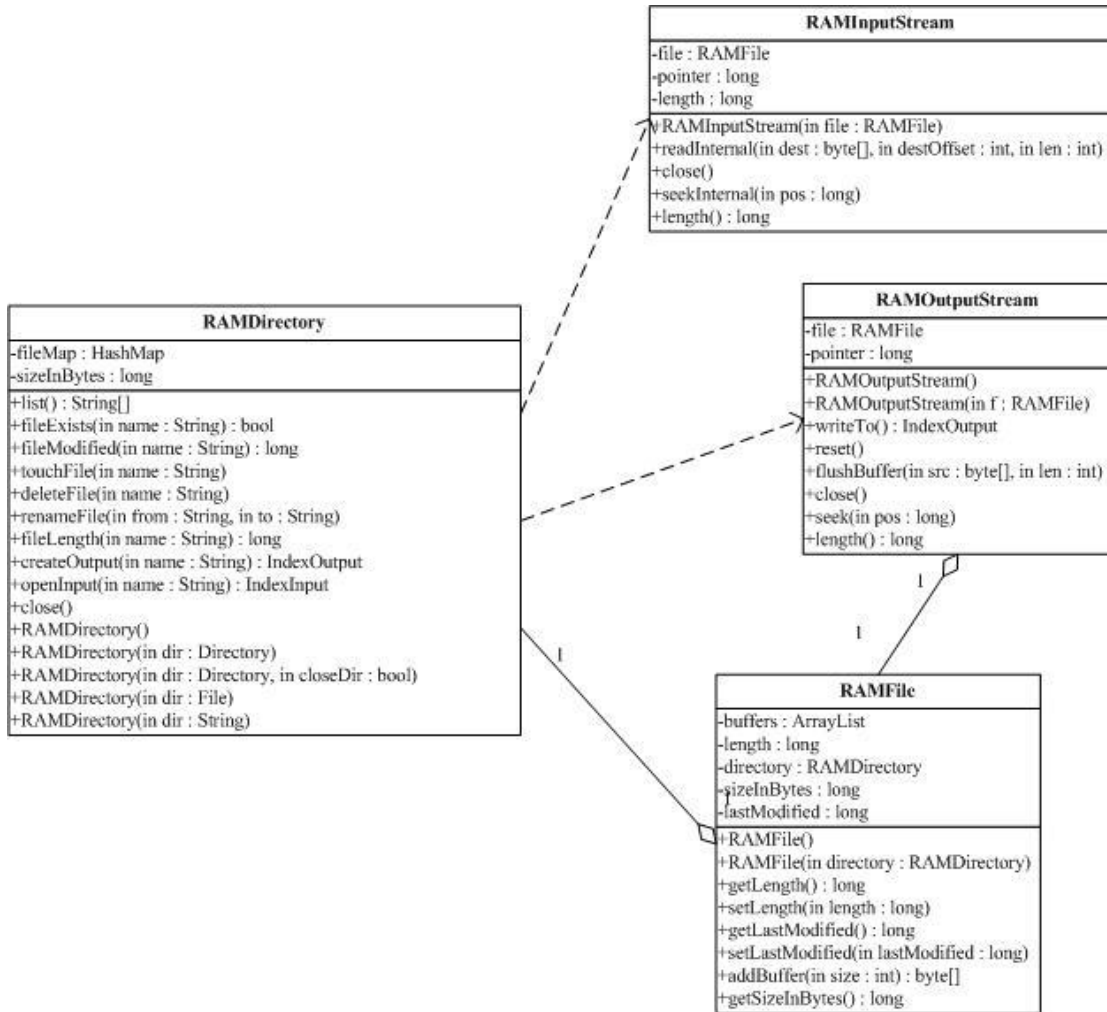 RAMInputStream
-file : RAMFile
-pointer : long
-length : long
+RAMInputStream(in file : RAMFile)
+readInternal(in dest : byte[], in destOffset : int, in len : int)
+close()
+seekInternal(in pos : long)
+length() : long
RAMOutputStream
-file : RAMFile
-pointer : long
+RAMOutputStream()
+RAMOutputStream(in f : RAMFile)
+writeTo() : IndexOutput
+reset()
+flushBuffer(in src : byte[], in len : int)
+close()
+seek(in pos : long)
+length() : long
RAMDirectory
-fileMap : HashMap
-sizeInBytes : long
+list() : String[]
+fileExists(in name : String) : bool
+fileModified(in name : String) : long
+touchFile(in name : String)
+deleteFile(in name : String)
+renameFile(in from : String, in to : String)
+fileLength(in name : String) : long
+createOutput(in name : String) : IndexOutput
+openInput(in name : String) : IndexInput
+close()
+RAMDirectory()
+RAMDirectory(in dir : Directory)
+RAMDirectory(in dir : Directory, in closeDir : bool)
+RAMDirectory(in dir : File)
+RAMDirectory(in dir : String)
1
1
1
RAMFile
-buffers : ArrayList
-length : long
-directory : RAMDirectory
-sizeInBytes : long
1
-lastModified : long
+RAMFile()
+RAMFile(in directory : RAMDirectory)
+getLength() : long
+setLength(in length : long)
+getLastModified() : long
+setLastModified(in lastModified : long)
+addBuffer(in size : int) : byte[]
+getSizeInBytes() : long